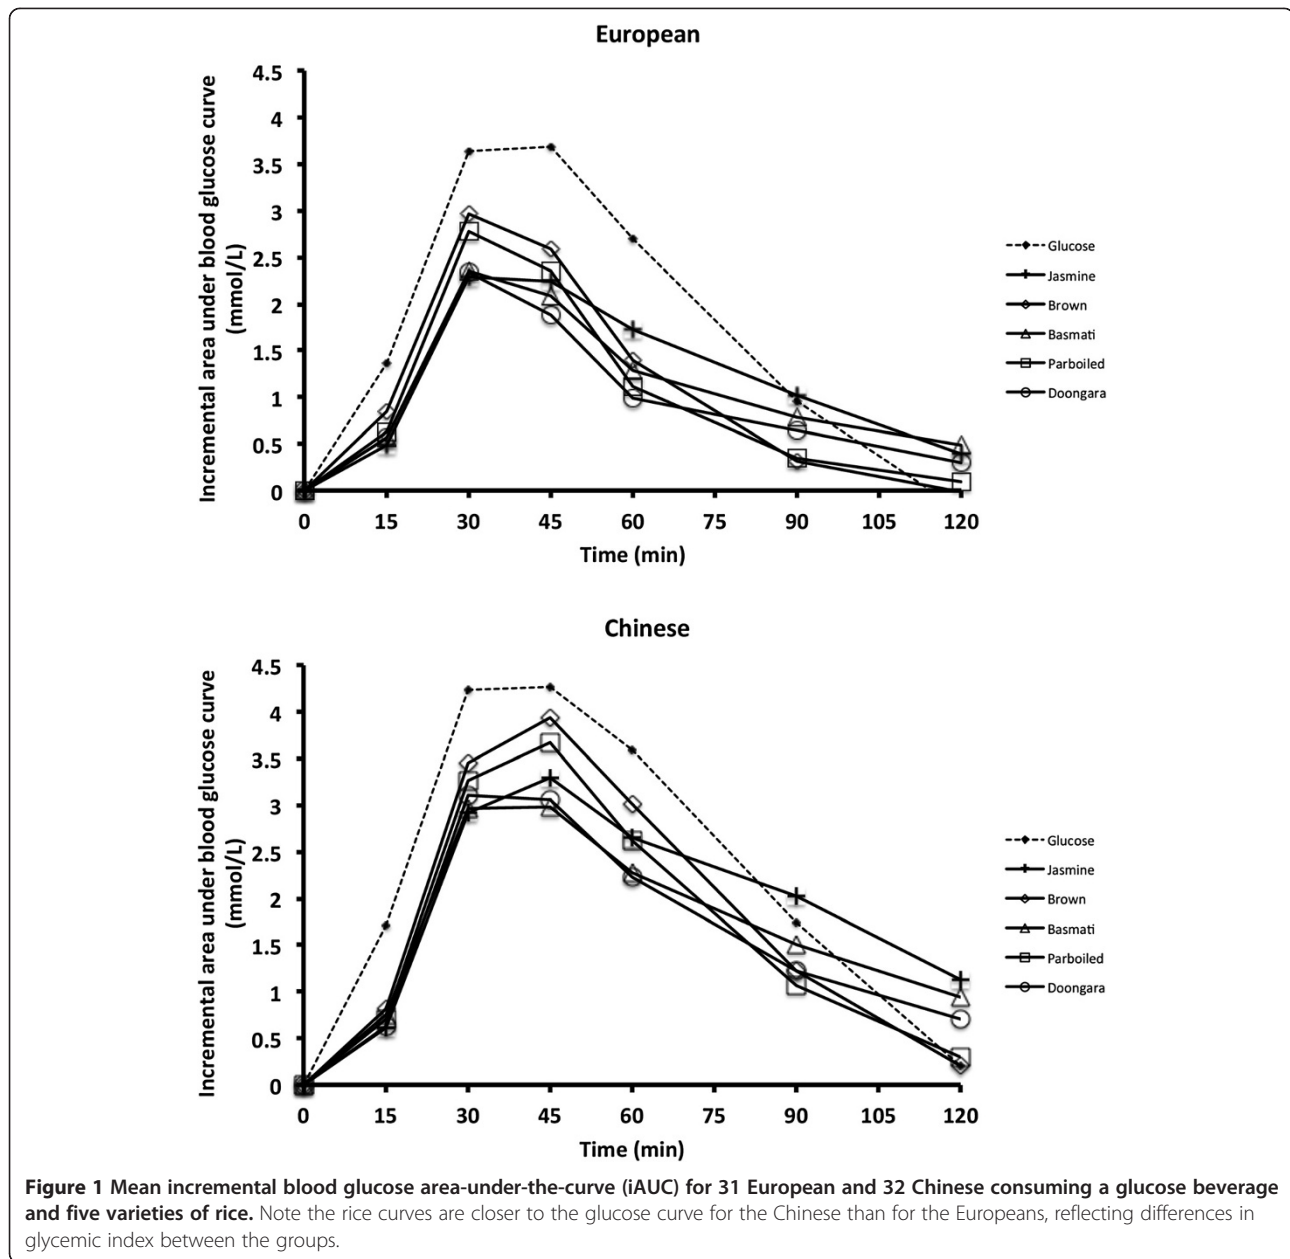 European
Incremental area under blood glucose curve
(mmol/L)
4.5
4
3.5
3
2.5
2
1.5
1
0.5
0
0 15 30 45 60 75 90 105 120
Time (min)
Glucose
Jasmine
Brown
Basmati
Parboiled
Doongara
Chinese
Incremental area under blood glucose curve
(mmol/L)
4.5
4
3.5
3
2.5
2
1.5
1
0.5
0
0 15 30 45 60 75 90 105 120
Time (min)
Glucose
Jasmine
Brown
Basmati
Parboiled
Doongara
Figure 1 Mean incremental blood glucose area-under-the-curve (iAUC) for 31 European and 32 Chinese consuming a glucose beverage
and five varieties of rice. Note the rice curves are closer to the glucose curve for the Chinese than for the Europeans, reflecting differences in
glycemic index between the groups.